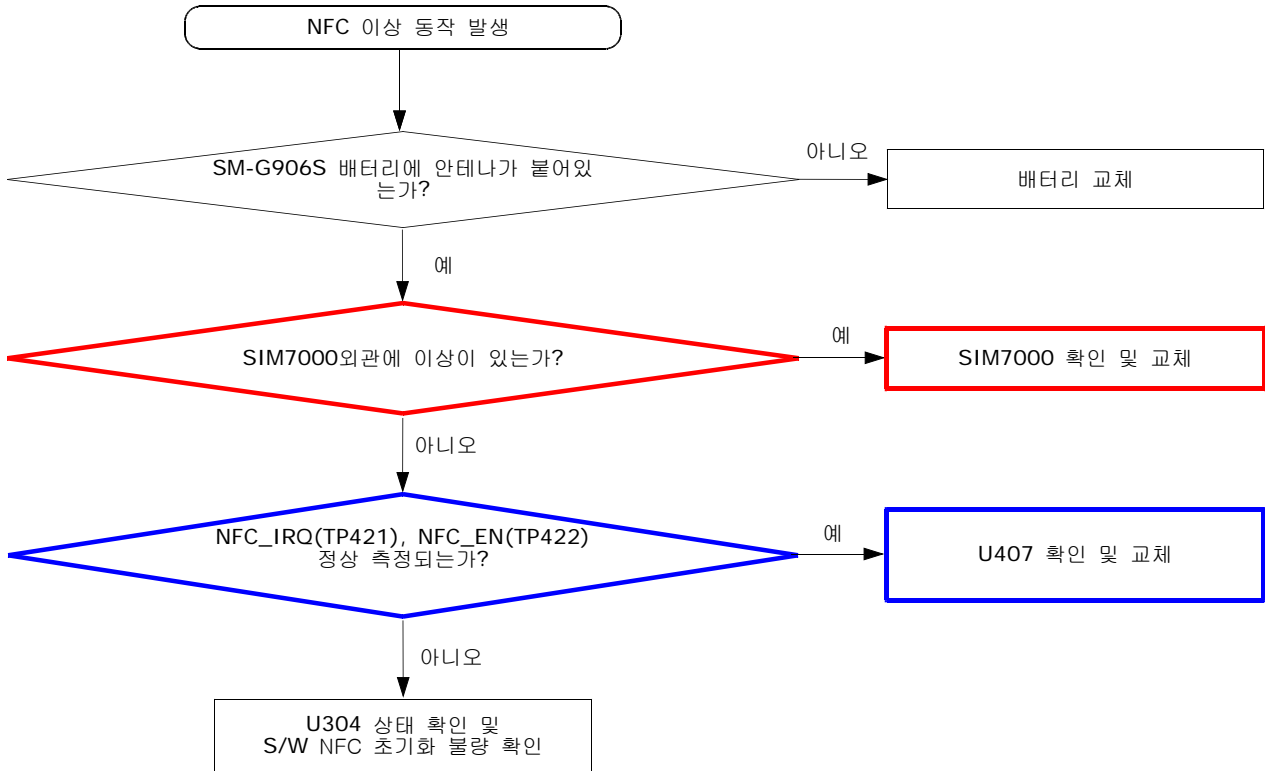 NFC 이상 동작 발생
SM-G906S 배터리에 안테나가 붙어있
는가?
아니오
배터리 교체
예
SIM7000외관에 이상이 있는가?
예
SIM7000 확인 및 교체
아니오
NFC_IRQ(TP421), NFC_EN(TP422)
정상 측정되는가?
예
U407 확인 및 교체
아니오
U304 상태 확인 및
S/W NFC 초기화 불량 확인